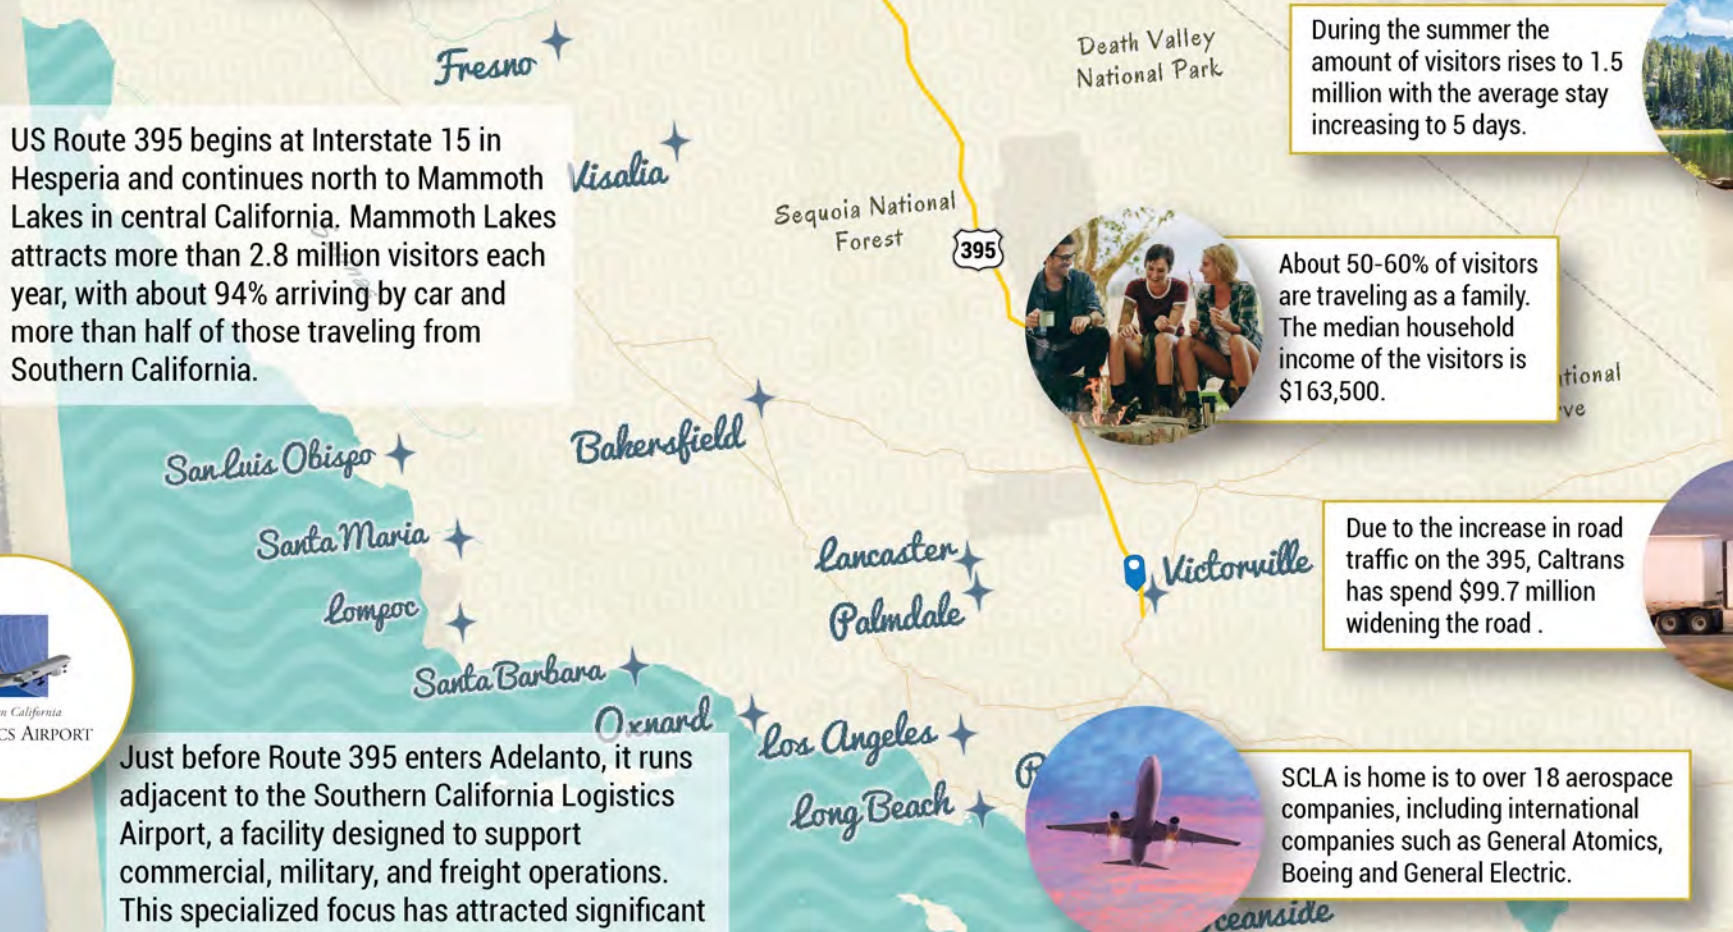 Fresno
Death Valley
National Park
During the summer the
amount of visitors rises to 1.5
million with the average stay
increasing to 5 days.
US Route 395 begins at Interstate 15 in
Hesperia and continues north to Mammoth
Lakes in central California. Mammoth Lakes
attracts more than 2.8 million visitors each
year, with about 94% arriving by car and
more than half of those traveling from
Southern California.
Visalia
Sequoia National
Forest
395
About 50-60% of visitors
are traveling as a family.
The median household
income of the visitors is
$163,500.
San Luis Obispo
Bakersfield
Santa Maria
Lompoc
Santa Barbara
Oxnard
Lancaster
Palmdale
Victorville
Due to the increase in road
traffic on the 395, Caltrans
has spend $99.7 million
widening the road .
California
AIRPORT
Los Angeles
Long Beach
Just before Route 395 enters Adelanto, it runs
adjacent to the Southern California Logistics
Airport, a facility designed to support
commercial, military, and freight operations.
This specialized focus has attracted significant
SCLA is home is to over 18 aerospace
companies, including international
companies such as General Atomics,
Boeing and General Electric.